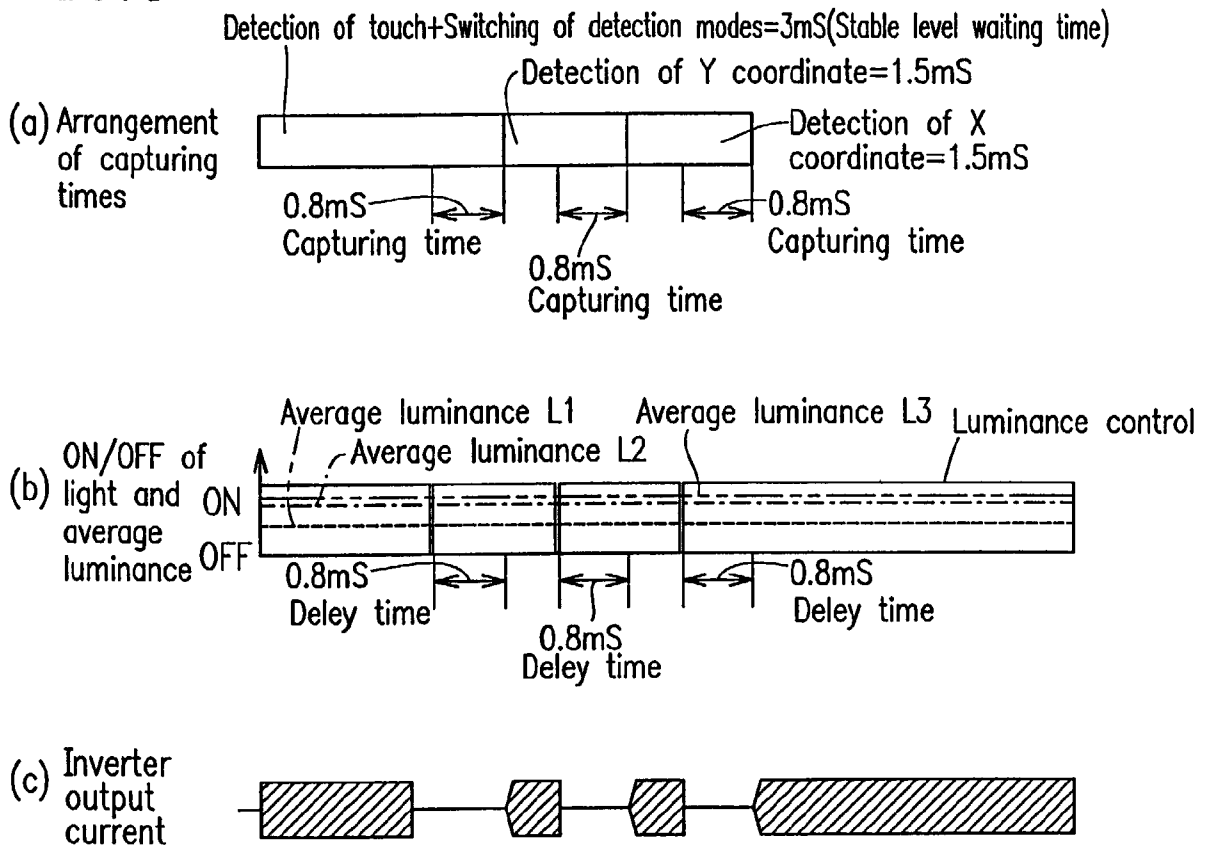 Detection of touch+Switching of detection modes=3mS(Stable level waiting time)
Detection of Y coordinate=1.5mS
(a) Arrangement
of capturing
times
Detection of X
coordinate=1.5mS
0.8mS
Capturing time
0.8mS
Capturing time
0.8mS
Capturing time
Average luminance L1
Average luminance L2
Average luminance L3
Luminance control
(b) ON/OFF of
light and
average
luminance
ON
OFF
0.8mS
Deley time
0.8mS
Deley time
0.8mS
Deley time
(c) Inverter
output
current